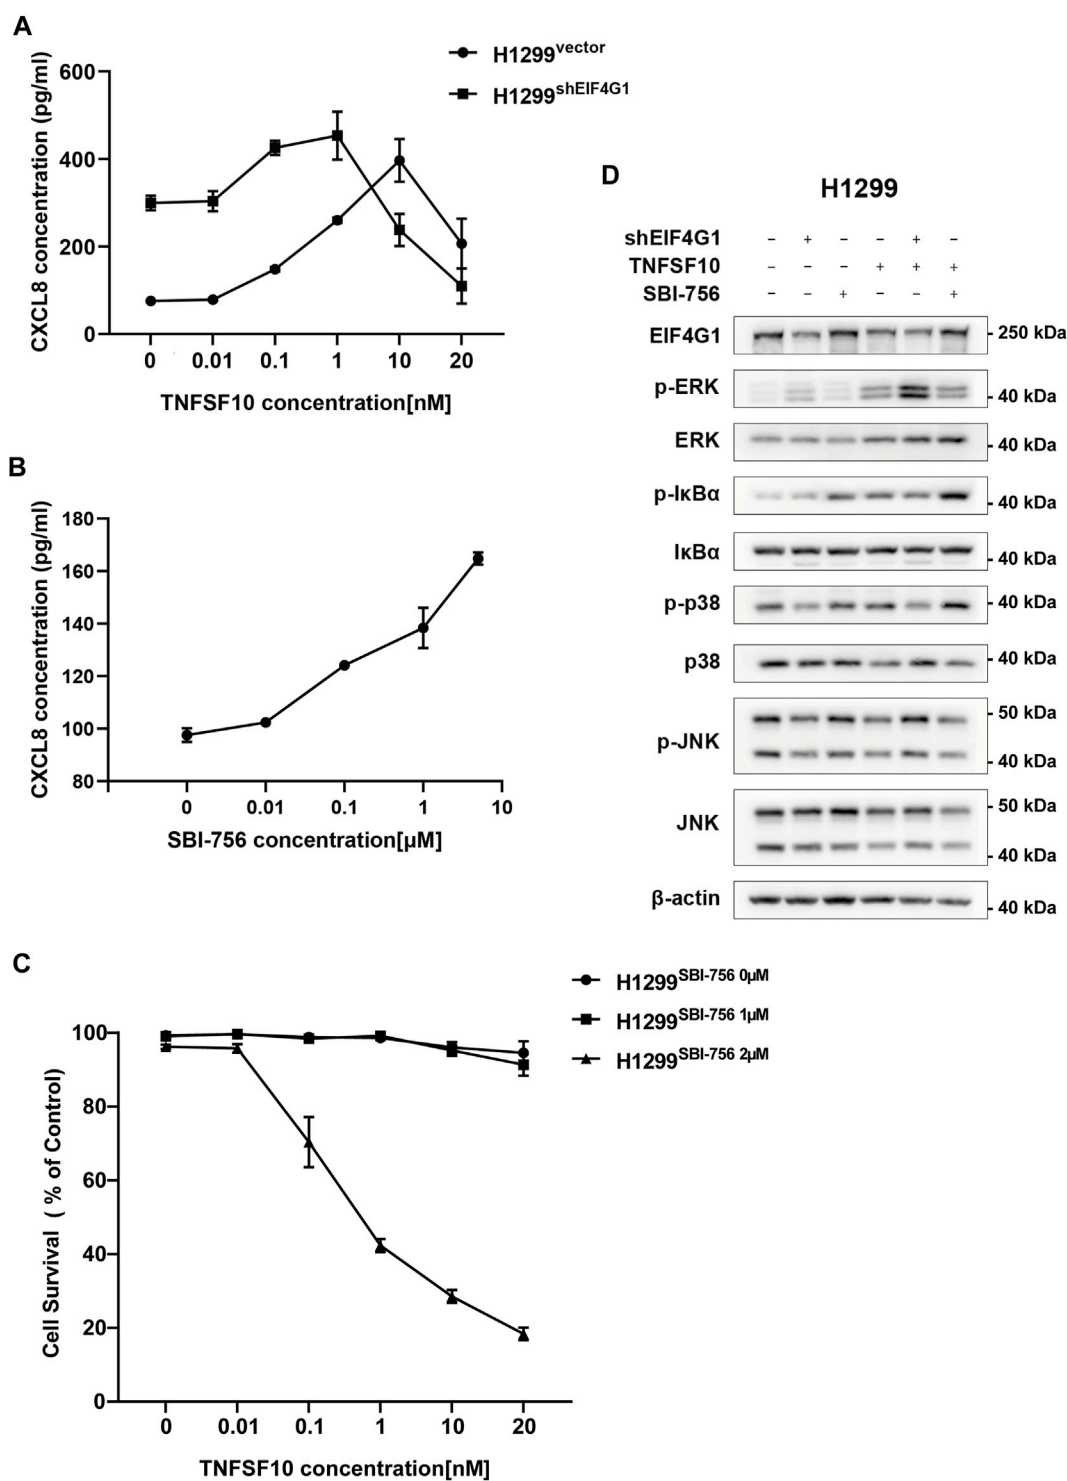 A
H1299vector
H1299shEIF4G1
CXCL8 concentration (pg/ml)
600
400
200
0
0 0.01 0.1 1 10 20
TNFSF10 concentration[nM]
B
CXCL8 concentration (pg/ml)
180
160
140
120
100
80
0 0.01 0.1 1 10
SBI-756 concentration[µM]
C
H1299SBI-756 0µM
H1299SBI-756 1µM
H1299SBI-756 2µM
Cell Survival ( % of Control)
100
80
60
40
20
0
0 0.01 0.1 1 10 20
TNFSF10 concentration[nM]
D
H1299
shEIF4G1 - + - - + -
TNFSF10 - - - + + +
SBI-756 - - + - - +
EIF4G1 250 kDa
p-ERK 40 kDa
ERK 40 kDa
p-IκBα 40 kDa
IκBα 40 kDa
p-p38 40 kDa
p38 40 kDa
50 kDa
p-JNK
40 kDa
50 kDa
JNK
40 kDa
β-actin 40 kDa